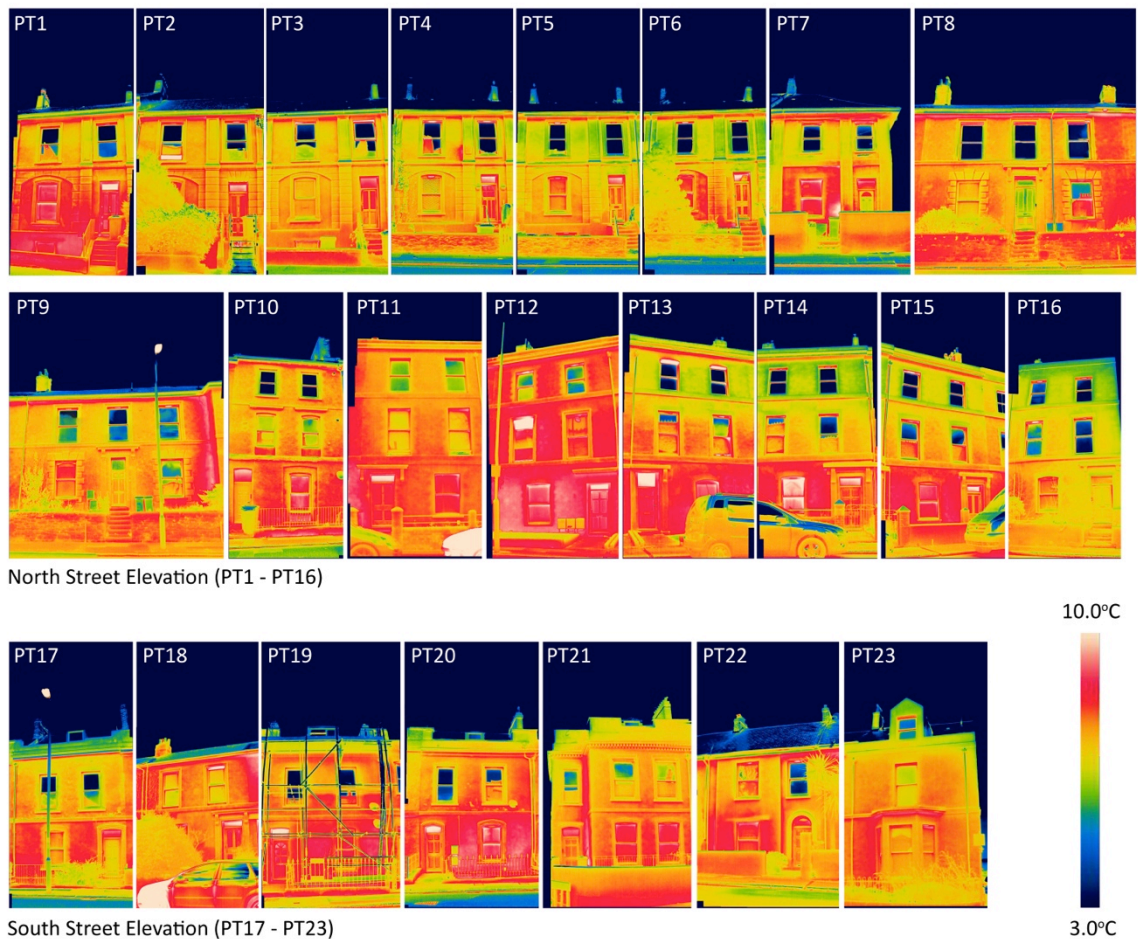 PT1 PT2 PT3 PT4 PT5 PT6 PT7 PT8
PT9 PT10 PT11 PT12 PT13 PT14 PT15 PT16
North Street Elevation (PT1 - PT16)
10.0°C
PT17 PT18 PT19 PT20 PT21 PT22 PT23
3.0°C
South Street Elevation (PT17 - PT23)